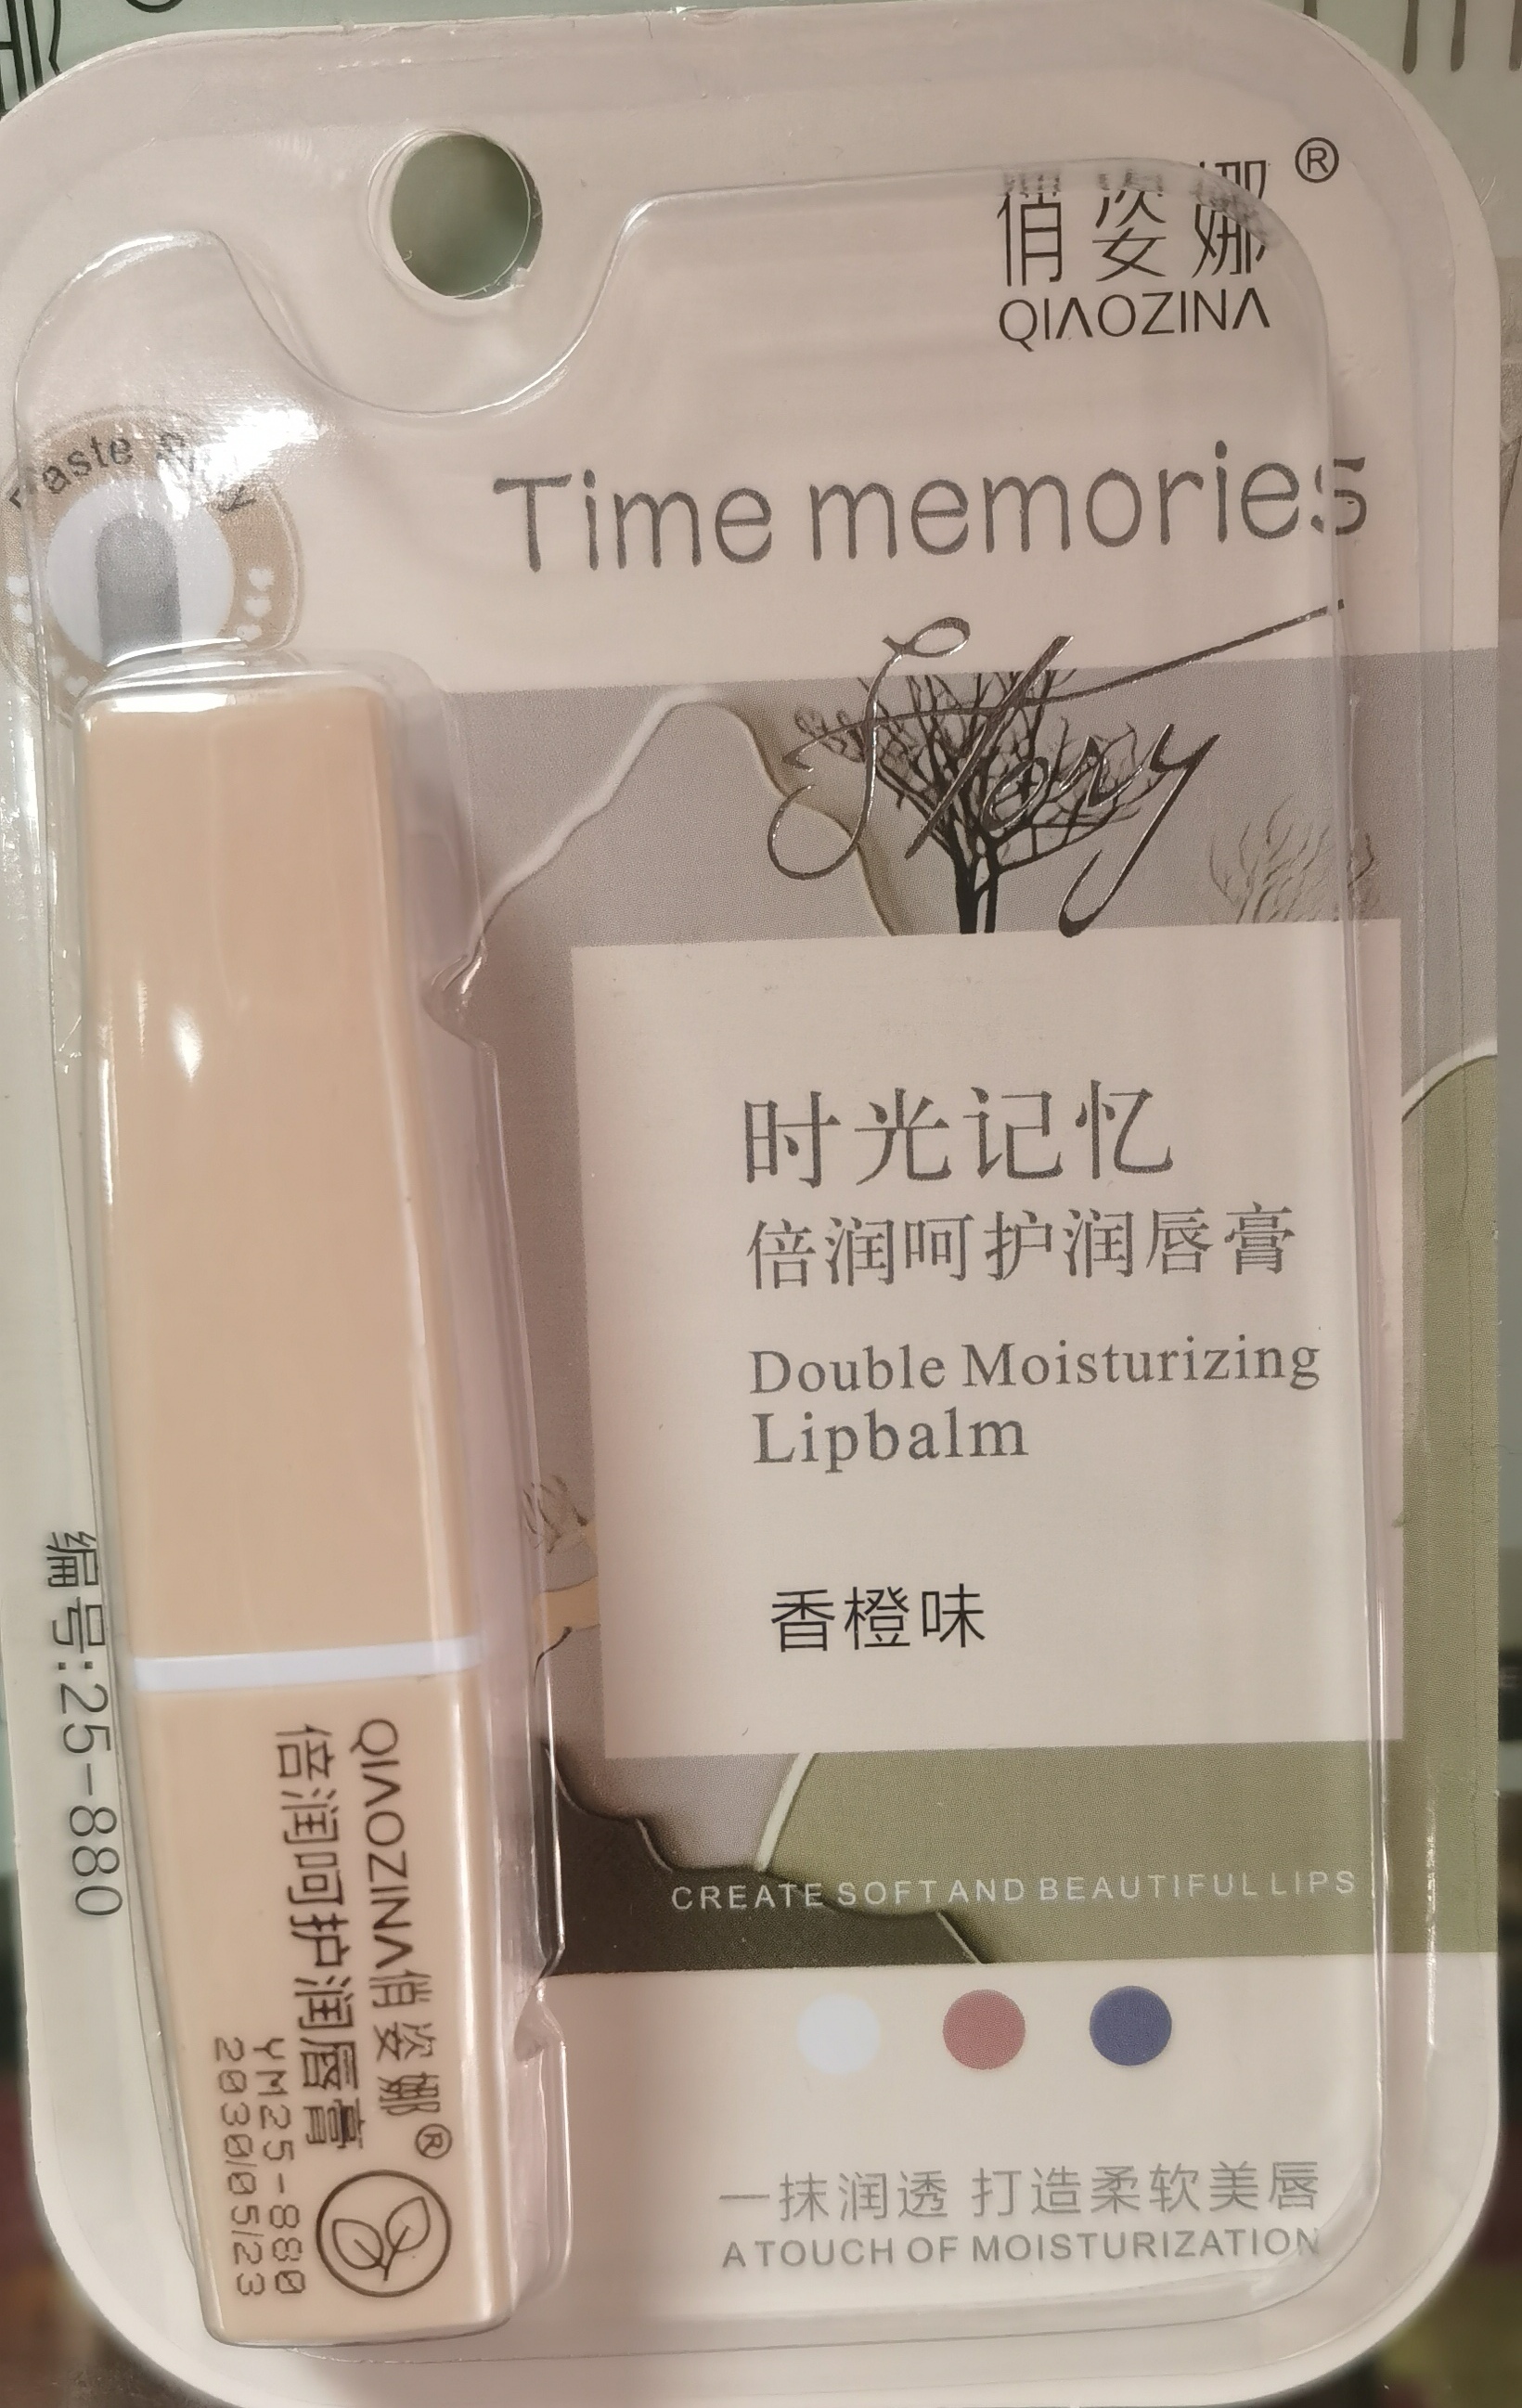 俏姿娜®
QIAOZINA
Time memories
Story
时光记忆
倍润呵护润唇膏
Double Moisturizing
Lipbalm
香橙味
CREATE SOFT AND BEAUTIFUL LIPS
一抹润透 打造柔软美唇
A TOUCH OF MOISTURIZATION
编号:25-880
QIAOZINA俏姿娜®
倍润呵护润唇膏
YM25-880
2030/05/23